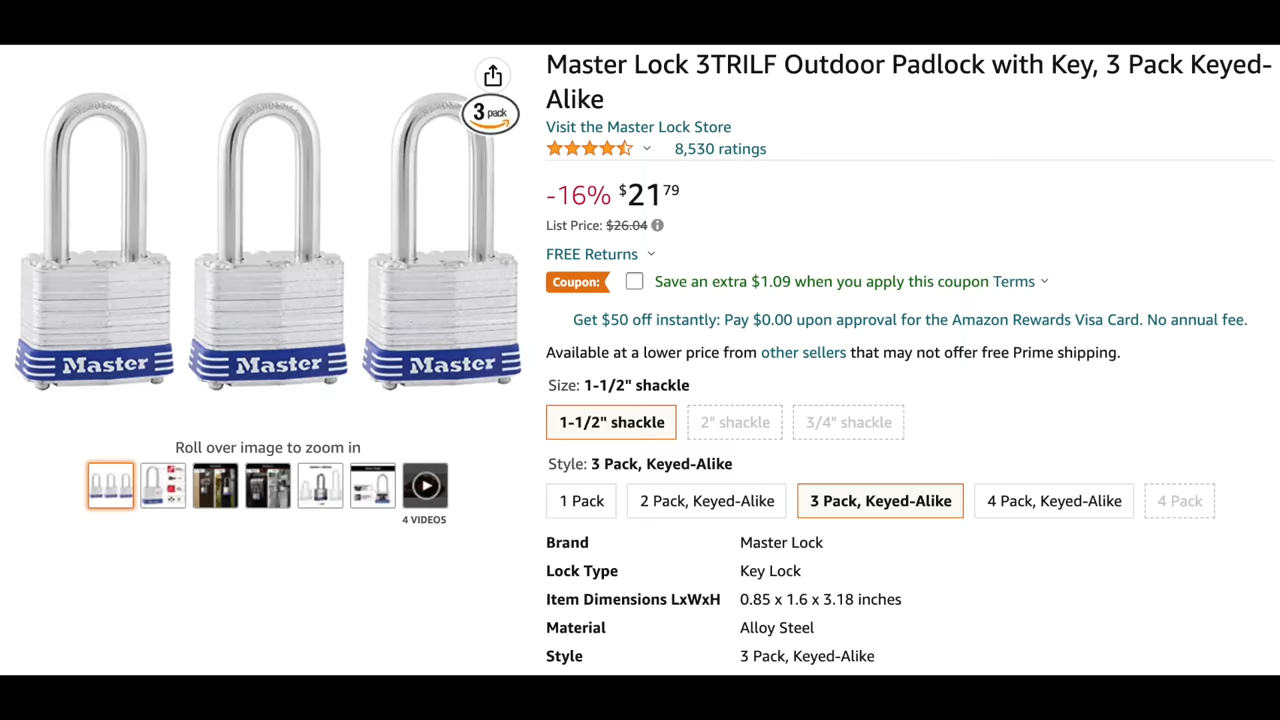 Master Lock 3TRILF Outdoor Padlock with Key, 3 Pack Keyed-
Alike
Visit the Master Lock Store
8,530 ratings
-16% $2179
List Price: $26.04
FREE Returns
Coupon: Save an extra $1.09 when you apply this coupon Terms
Get $50 off instantly: Pay $0.00 upon approval for the Amazon Rewards Visa Card. No annual fee.
Available at a lower price from other sellers that may not offer free Prime shipping.
Size: 1-1/2" shackle
1-1/2" shackle 2" shackle 3/4" shackle
Style: 3 Pack, Keyed-Alike
1 Pack 2 Pack, Keyed-Alike 3 Pack, Keyed-Alike 4 Pack, Keyed-Alike 4 Pack
Brand Master Lock
Lock Type Key Lock
Item Dimensions LxWxH 0.85 x 1.6 x 3.18 inches
Material Alloy Steel
Style 3 Pack, Keyed-Alike
3 pack
HARDENED HARDENED
Master Master Master
Roll over image to zoom in
4 VIDEOS